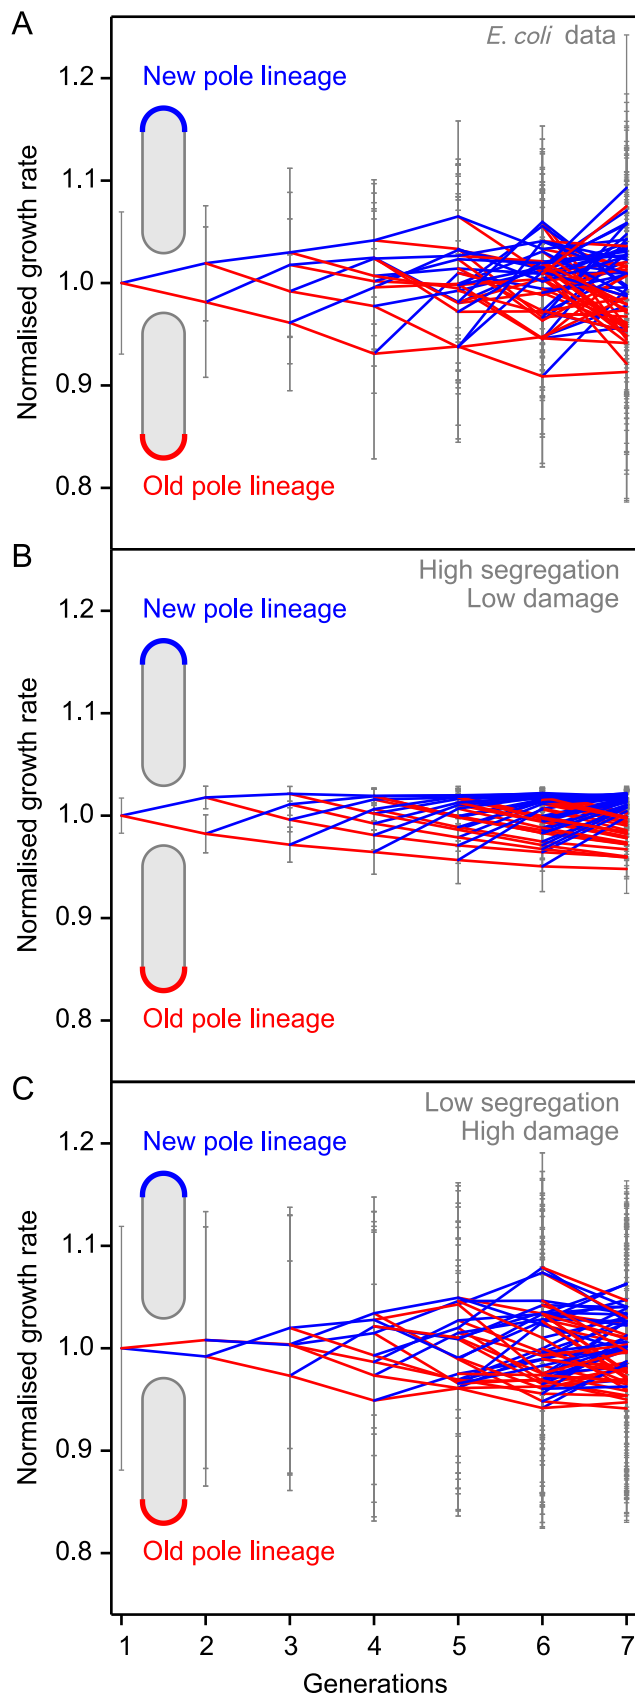 A
E. coli data
New pole lineage
1.2
1.1
1.0
0.9
0.8
Normalised growth rate
Old pole lineage
B
High segregation
Low damage
New pole lineage
1.2
1.1
1.0
0.9
0.8
Normalised growth rate
Old pole lineage
C
Low segregation
High damage
New pole lineage
1.2
1.1
1.0
0.9
0.8
Normalised growth rate
Old pole lineage
1 2 3 4 5 6 7
Generations